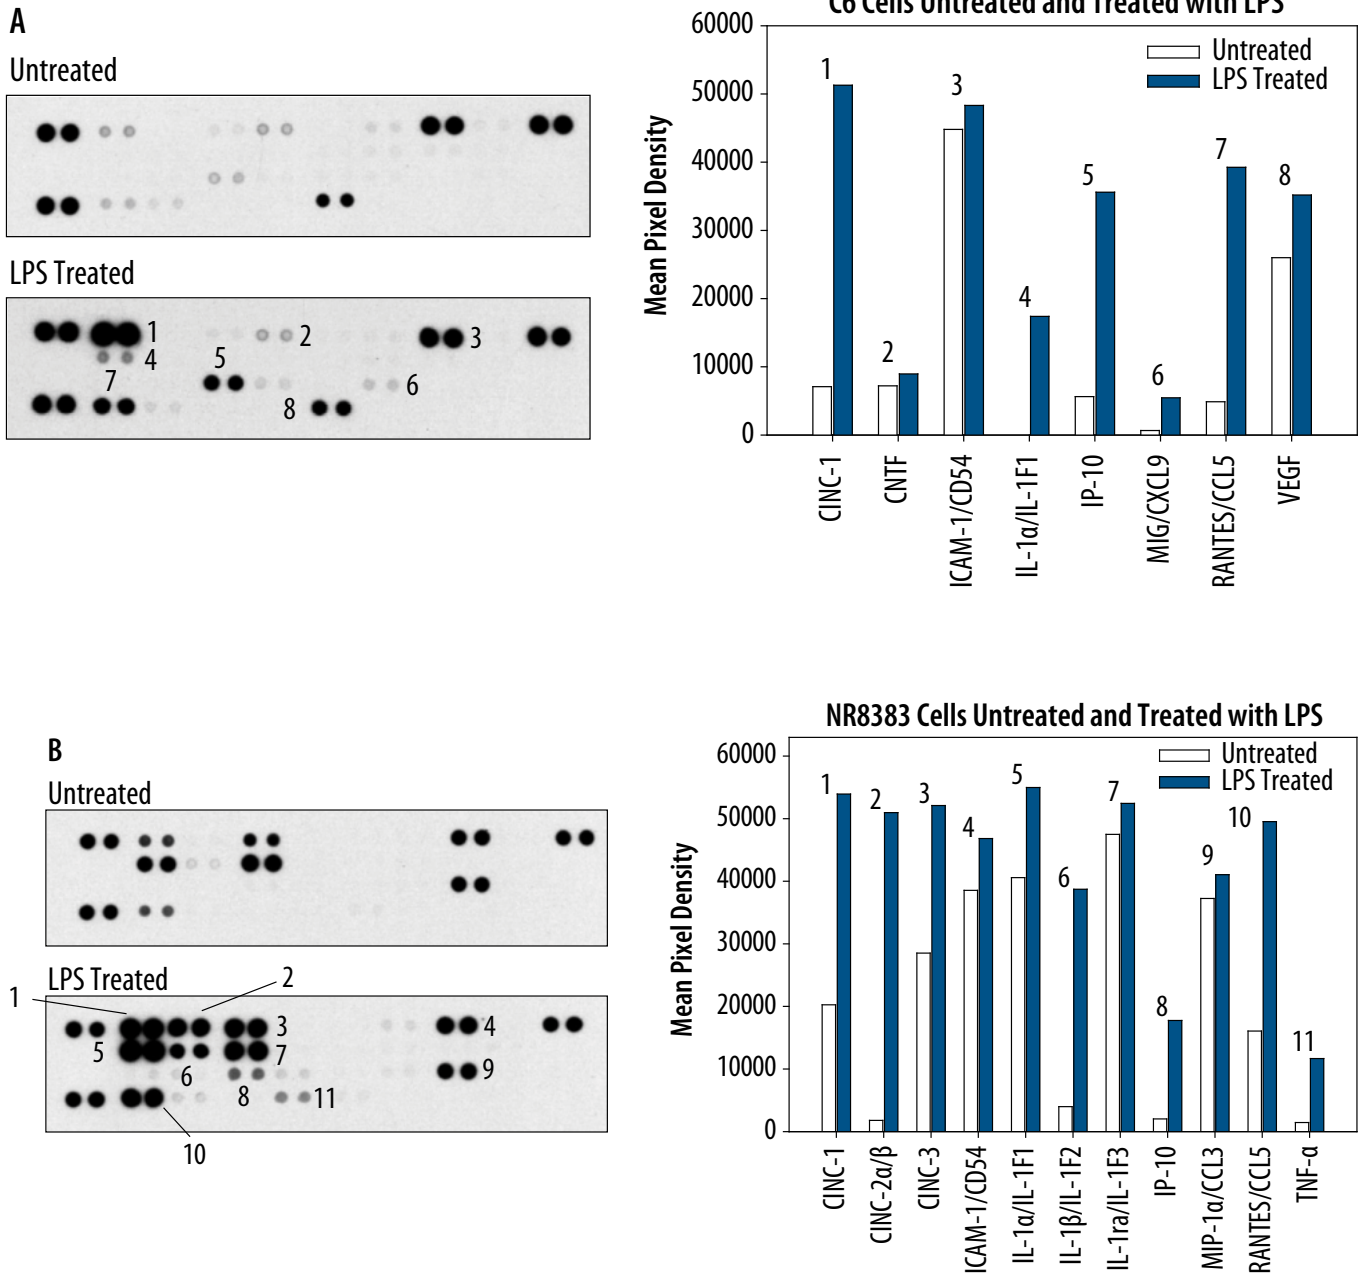 A
Untreated
LPS Treated
1
2
3
4
5
6
7
8
C6 Cells Untreated and Treated with LPS
Untreated
LPS Treated
Mean Pixel Density
60000
50000
40000
30000
20000
10000
0
1
2
3
4
5
6
7
8
CINC-1
CNTF
ICAM-1/CD54
IL-1α/IL-1F1
IP-10
MIG/CXCL9
RANTES/CCL5
VEGF
B
Untreated
LPS Treated
1
2
3
4
5
6
7
8
9
10
11
NR8383 Cells Untreated and Treated with LPS
Untreated
LPS Treated
Mean Pixel Density
60000
50000
40000
30000
20000
10000
0
1
2
3
4
5
6
7
8
9
10
11
CINC-1
CINC-2α/β
CINC-3
ICAM-1/CD54
IL-1α/IL-1F1
IL-1β/IL-1F2
IL-1ra/IL-1F3
IP-10
MIP-1α/CCL3
RANTES/CCL5
TNF-α